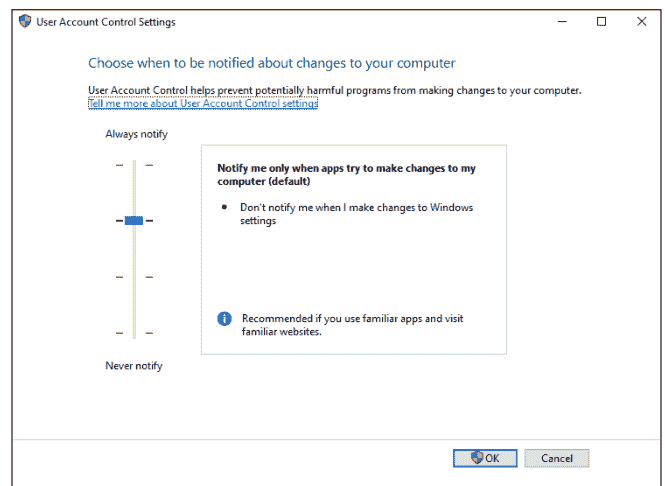 User Account Control Settings
Choose when to be notified about changes to your computer
User Account Control helps prevent potentially harmful programs from making changes to your computer.
Tell me more about User Account Control settings
Always notify
Notify me only when apps try to make changes to my
computer (default)
• Don't notify me when I make changes to Windows
settings
Recommended if you use familiar apps and visit
familiar websites.
Never notify
OK
Cancel